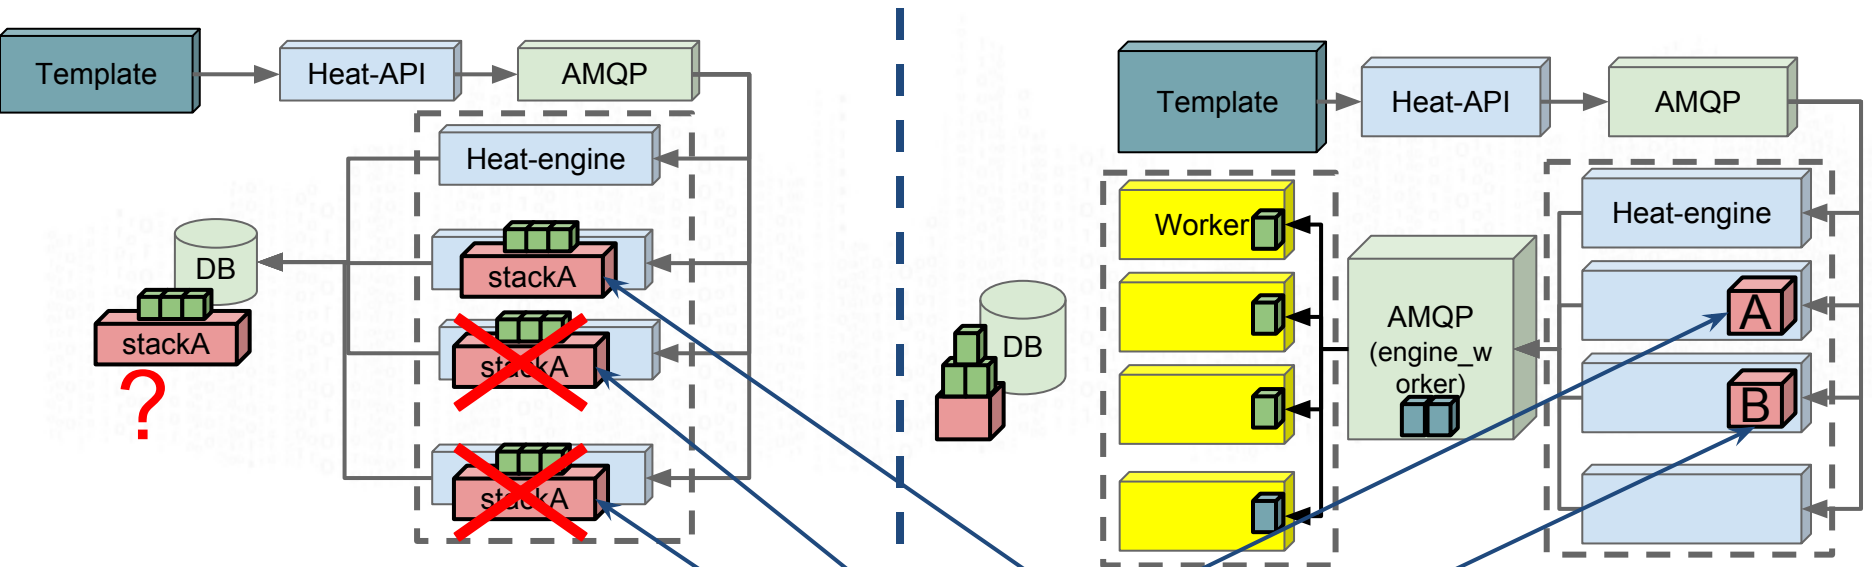 Template
Heat-API
AMQP
Heat-engine
DB
stackA
stackA
?
stackA
stackA
Template
Heat-API
AMQP
Worker
Heat-engine
DB
AMQP
(engine_w
orker)
A
B